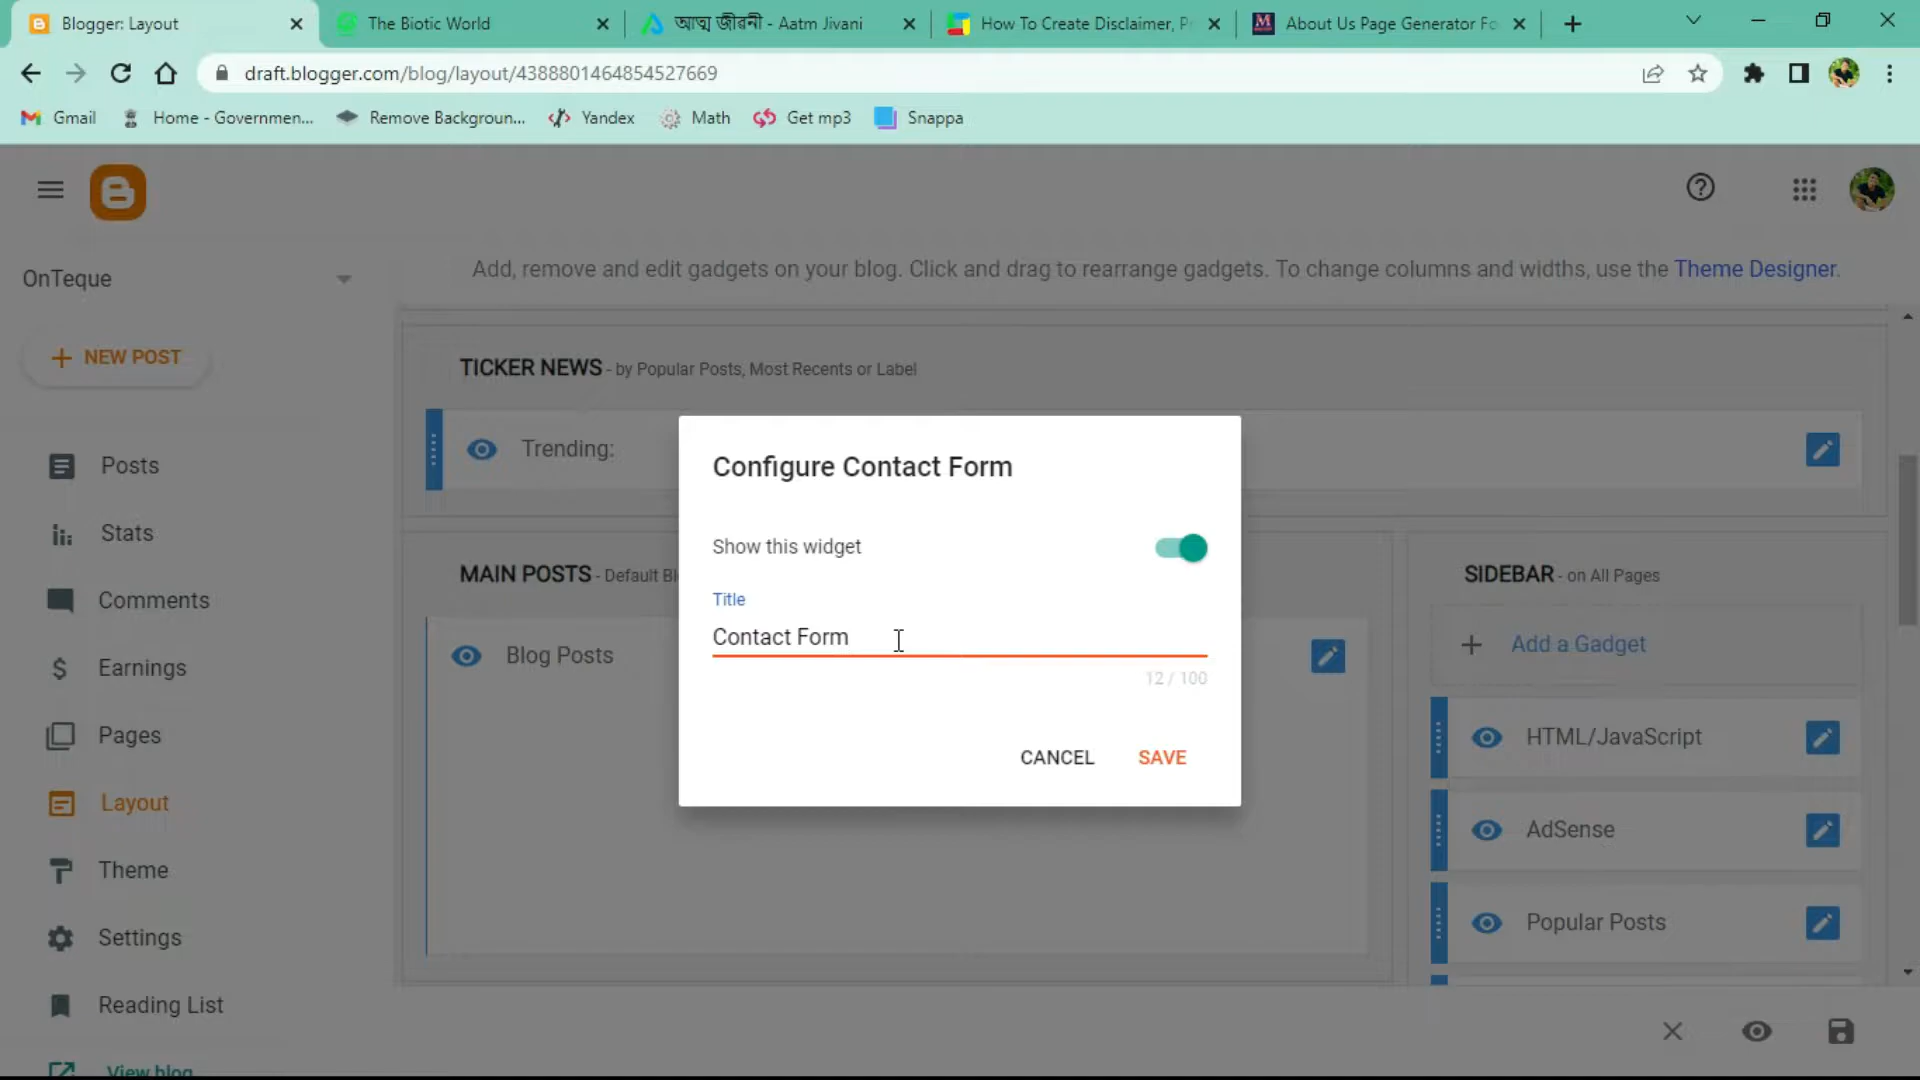 Blogger: Layout
The Biotic World
আত্ম জীবনী - Aatm Jivani
How To Create Disclaimer, P
About Us Page Generator Fo
draft.blogger.com/blog/layout/4388801464854527669
Gmail
Home - Governmen...
Remove Backgroun...
Yandex
Math
Get mp3
Snappa
OnTeque
Add, remove and edit gadgets on your blog. Click and drag to rearrange gadgets. To change columns and widths, use the Theme Designer.
NEW POST
Posts
Stats
Comments
Earnings
Pages
Layout
Theme
Settings
Reading List
View blog
TICKER NEWS - by Popular Posts, Most Recents or Label
Trending:
MAIN POSTS - Default Bl
Blog Posts
Configure Contact Form
Show this widget
Title
Contact Form
12 / 100
CANCEL
SAVE
SIDEBAR - on All Pages
Add a Gadget
HTML/JavaScript
AdSense
Popular Posts